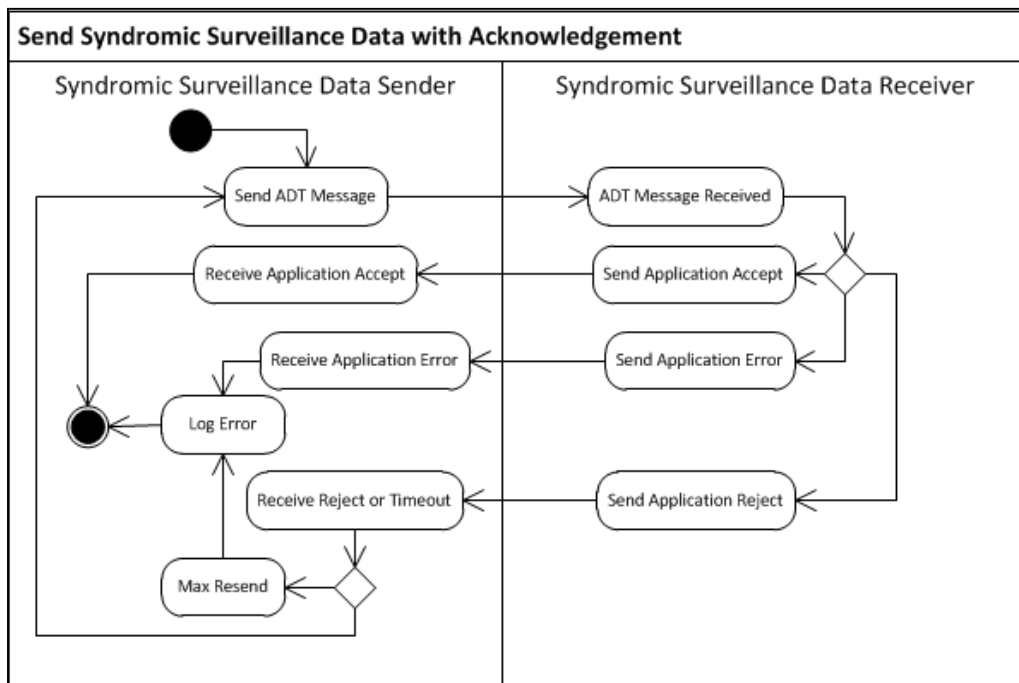 Send Syndromic Surveillance Data with Acknowledgement
Syndromic Surveillance Data Sender
Syndromic Surveillance Data Receiver
Send ADT Message
ADT Message Received
Receive Application Accept
Send Application Accept
Receive Application Error
Send Application Error
Log Error
Receive Reject or Timeout
Send Application Reject
Max Resend